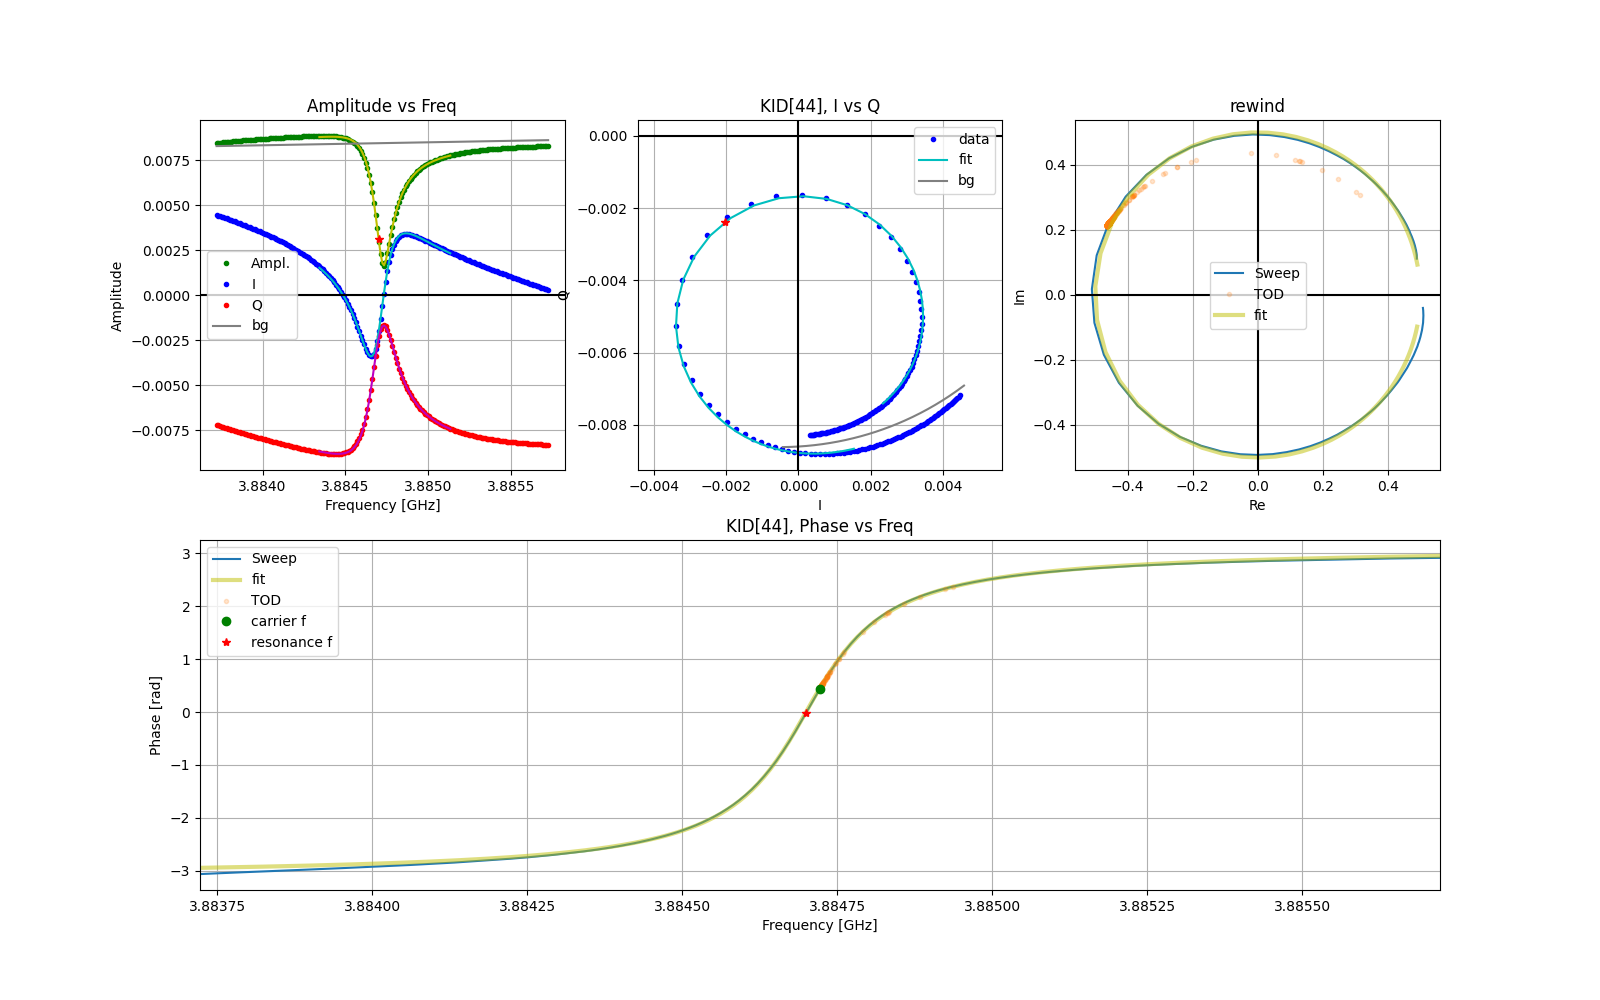 Amplitude vs Freq
Amplitude
0.0075
0.0050
0.0025
0.0000
−0.0025
−0.0050
−0.0075
Ampl.
I
Q
bg
3.8840
3.8845
3.8850
3.8855
Frequency [GHz]
KID[44], I vs Q
Q
0.000
−0.002
−0.004
−0.006
−0.008
data
fit
bg
−0.004
−0.002
0.000
0.002
0.004
I
rewind
Im
0.4
0.2
0.0
−0.2
−0.4
Sweep
TOD
fit
−0.4
−0.2
0.0
0.2
0.4
Re
KID[44], Phase vs Freq
Phase [rad]
3
2
1
0
−1
−2
−3
Sweep
fit
TOD
carrier f
resonance f
3.88375
3.88400
3.88425
3.88450
3.88475
3.88500
3.88525
3.88550
Frequency [GHz]